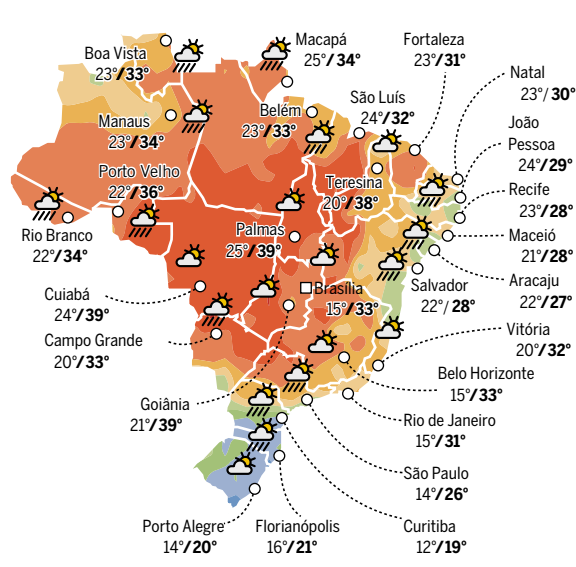 Boa Vista
23°/33°
Macapá
25°/34°
Fortaleza
23°/31°
Natal
23°/30°
São Luís
24°/32°
Belém
23°/33°
Manaus
23°/34°
João
Pessoa
24°/29°
Porto Velho
22°/36°
Teresina
20°/38°
Recife
23°/28°
Rio Branco
22°/34°
Palmas
25°/39°
Maceió
21°/28°
Aracaju
22°/27°
Salvador
22°/28°
Brasília
15°/33°
Cuiabá
24°/39°
Vitória
20°/32°
Campo Grande
20°/33°
Belo Horizonte
15°/33°
Goiânia
21°/39°
Rio de Janeiro
15°/31°
São Paulo
14°/26°
Porto Alegre
14°/20°
Florianópolis
16°/21°
Curitiba
12°/19°